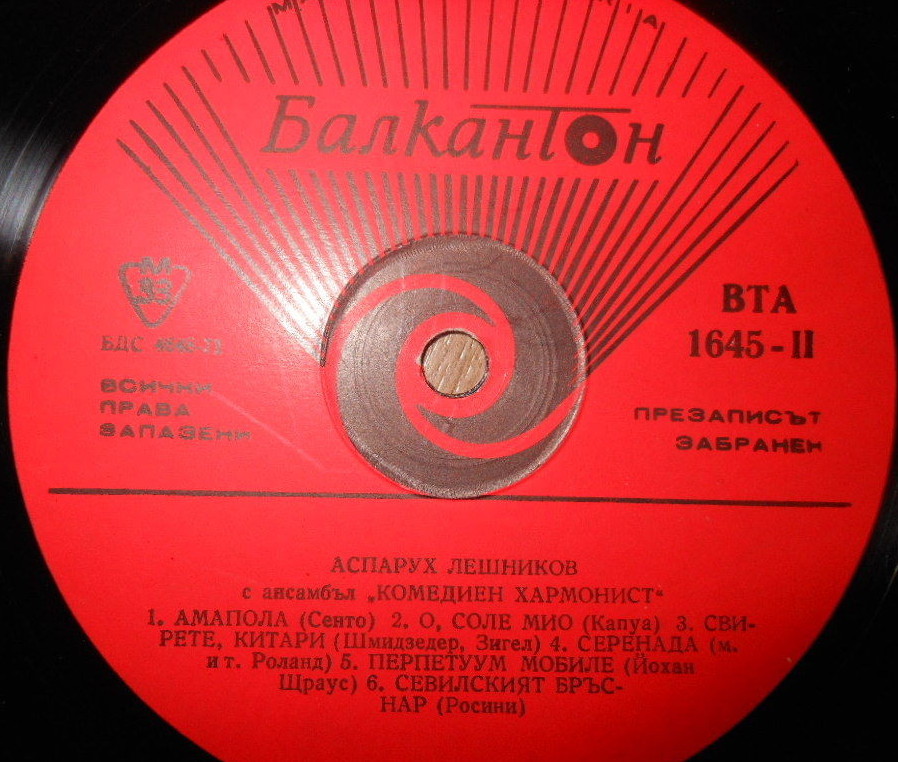 Балкантон
ВТА
1645-II
БДС
ВСИЧКИ
ПРАВА
ЗАПАЗЕНИ
ПРЕЗАПИСЪТ
ЗАБРАНЕН
АСПАРУХ ЛЕШНИКОВ
с ансамбъл „КОМЕДИЕН ХАРМОНИСТ“
1. АМАПОЛА (Сенто) 2. О, СОЛЕ МИО (Капуа) 3. СВИ-
РЕТЕ, КИТАРИ (Шмидзедер, Зигел) 4. СЕРЕНАДА (м.
и т. Роланд) 5. ПЕРПЕТУУМ МОБИЛЕ (Йохан
Щраус) 6. СЕВИЛСКИЯТ БРЪС-
НАР (Росини)